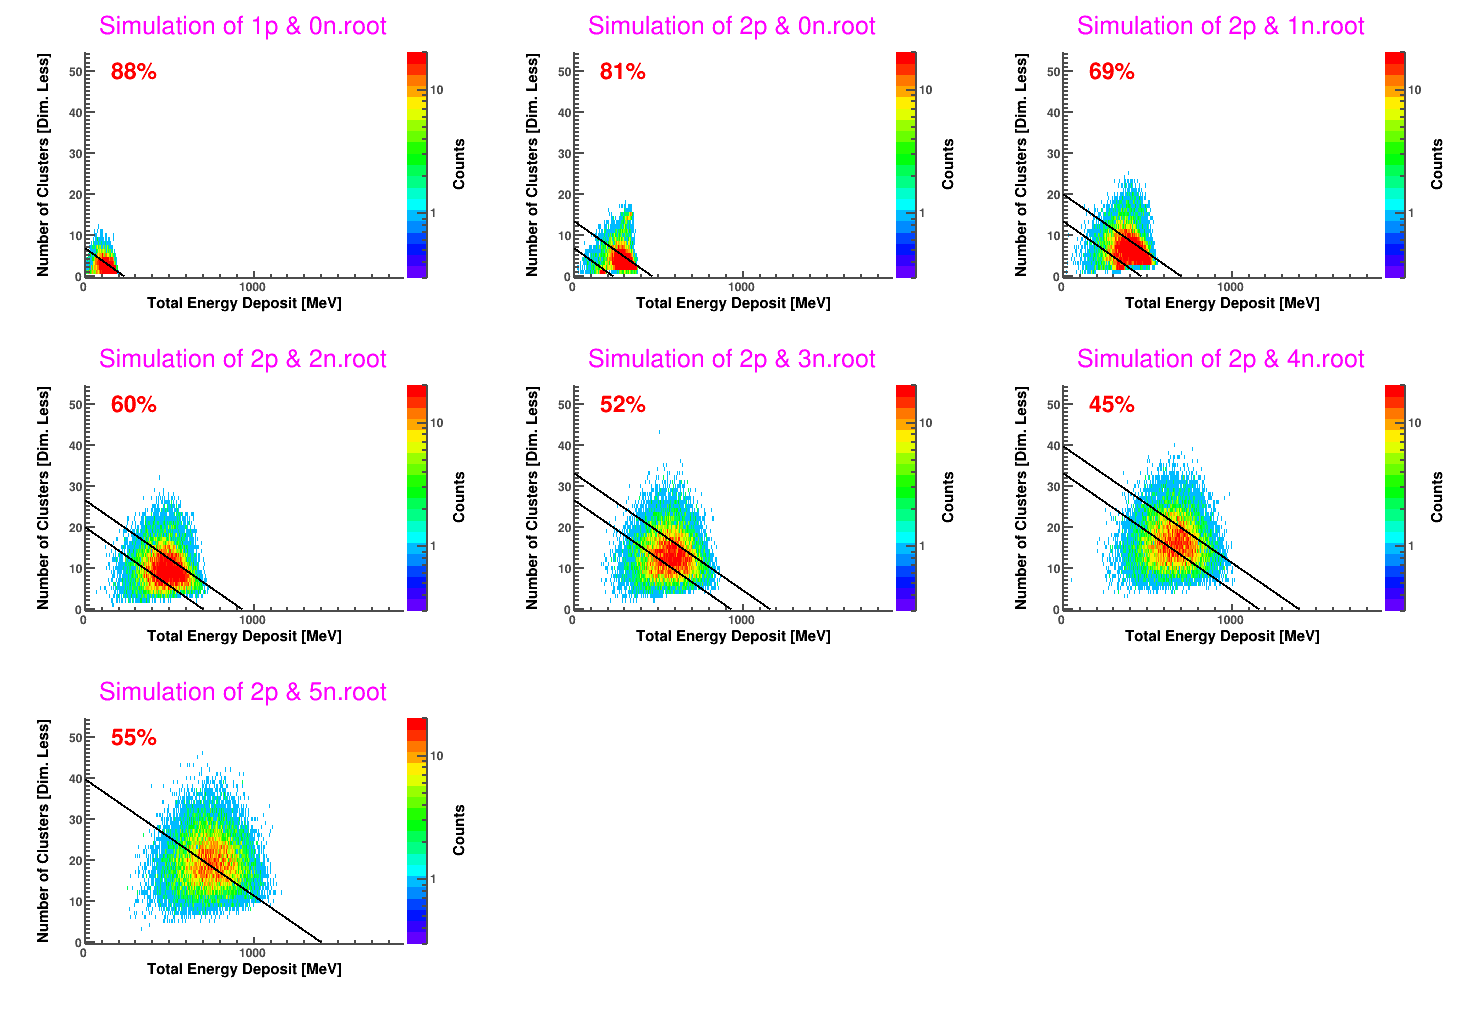 Simulation of 1p & 0n.root
88%
Number of Clusters [Dim. Less]
50
40
30
20
10
0
0
1000
Total Energy Deposit [MeV]
10
1
Counts
Simulation of 2p & 0n.root
81%
Number of Clusters [Dim. Less]
50
40
30
20
10
0
0
1000
Total Energy Deposit [MeV]
10
1
Counts
Simulation of 2p & 1n.root
69%
Number of Clusters [Dim. Less]
50
40
30
20
10
0
0
1000
Total Energy Deposit [MeV]
10
1
Counts
Simulation of 2p & 2n.root
60%
Number of Clusters [Dim. Less]
50
40
30
20
10
0
0
1000
Total Energy Deposit [MeV]
10
1
Counts
Simulation of 2p & 3n.root
52%
Number of Clusters [Dim. Less]
50
40
30
20
10
0
0
1000
Total Energy Deposit [MeV]
10
1
Counts
Simulation of 2p & 4n.root
45%
Number of Clusters [Dim. Less]
50
40
30
20
10
0
0
1000
Total Energy Deposit [MeV]
10
1
Counts
Simulation of 2p & 5n.root
55%
Number of Clusters [Dim. Less]
50
40
30
20
10
0
0
1000
Total Energy Deposit [MeV]
10
1
Counts